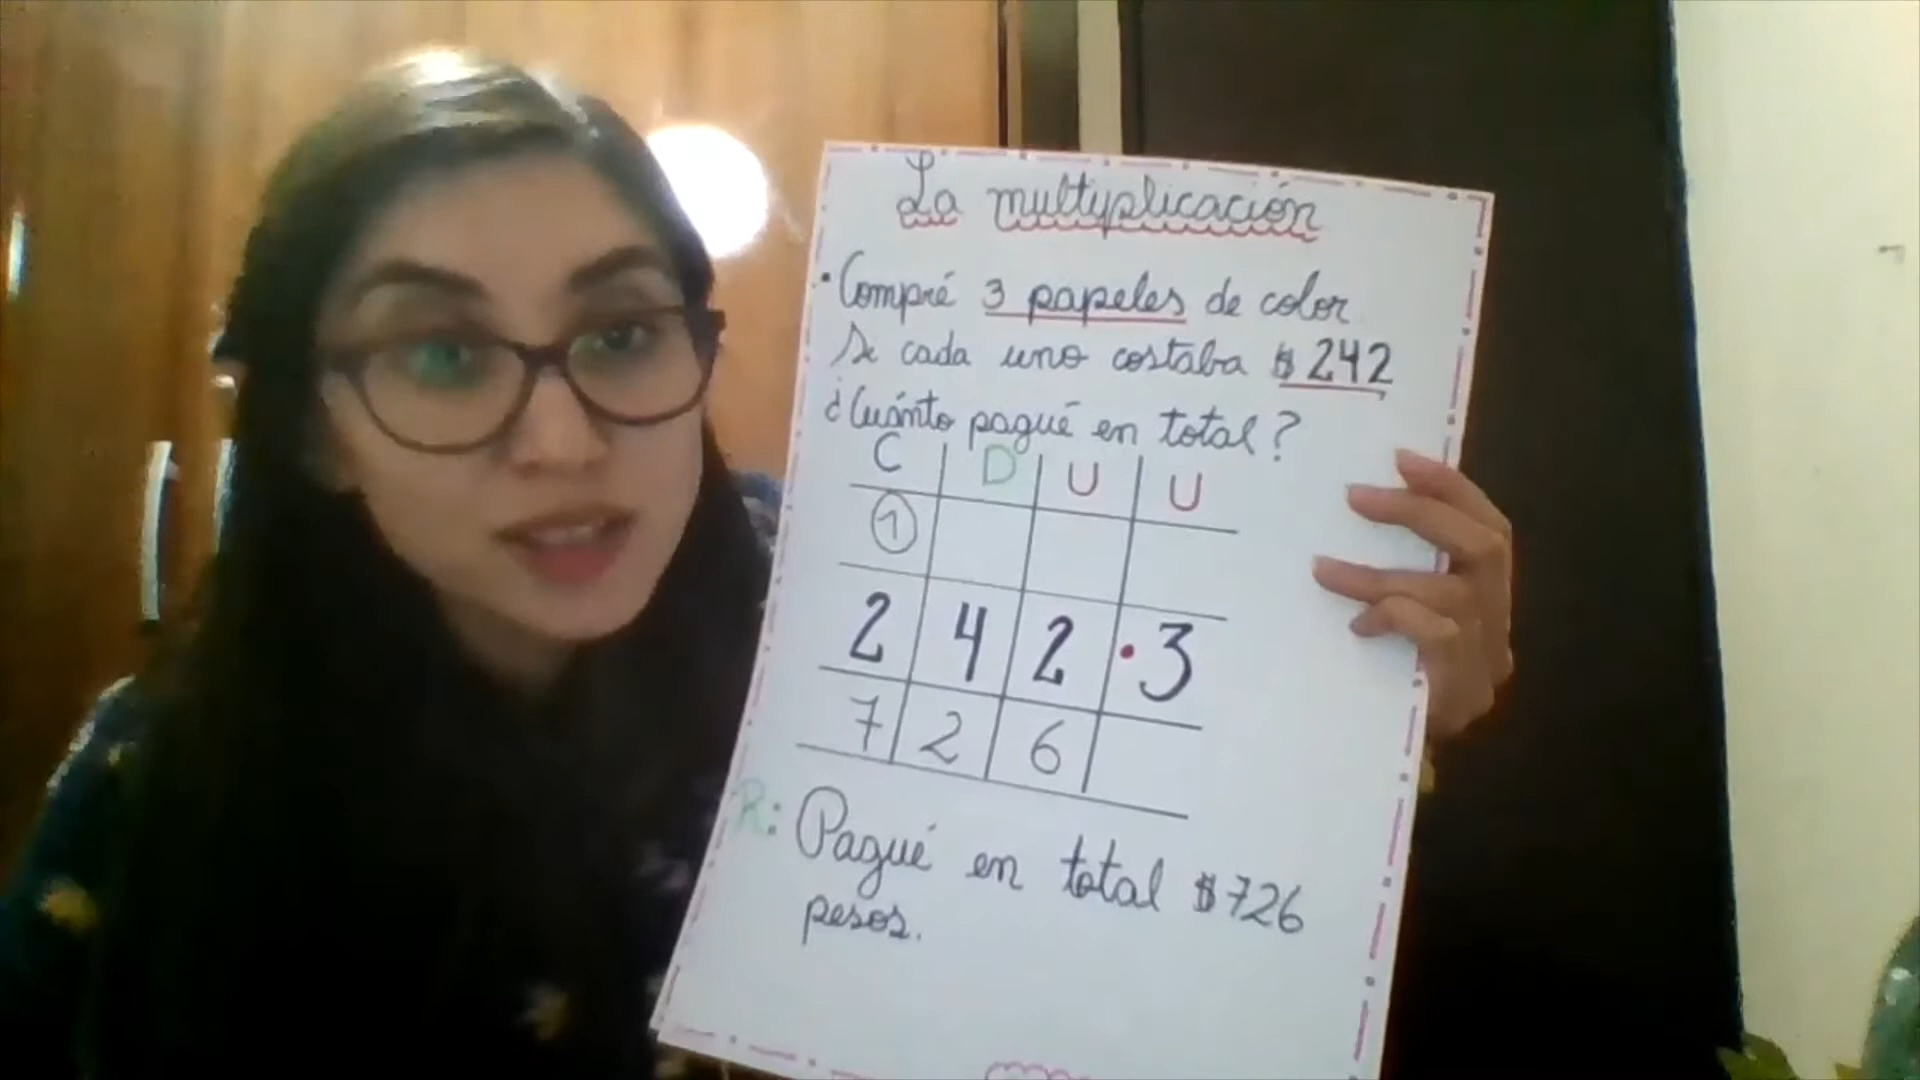 La multiplicación
• Compré 3 papeles de color
Si cada uno costaba $242
¿Cuánto pagué en total?
C D U U
1
2 4 2 • 3
7 2 6
R: Pagué en total $726
pesos.